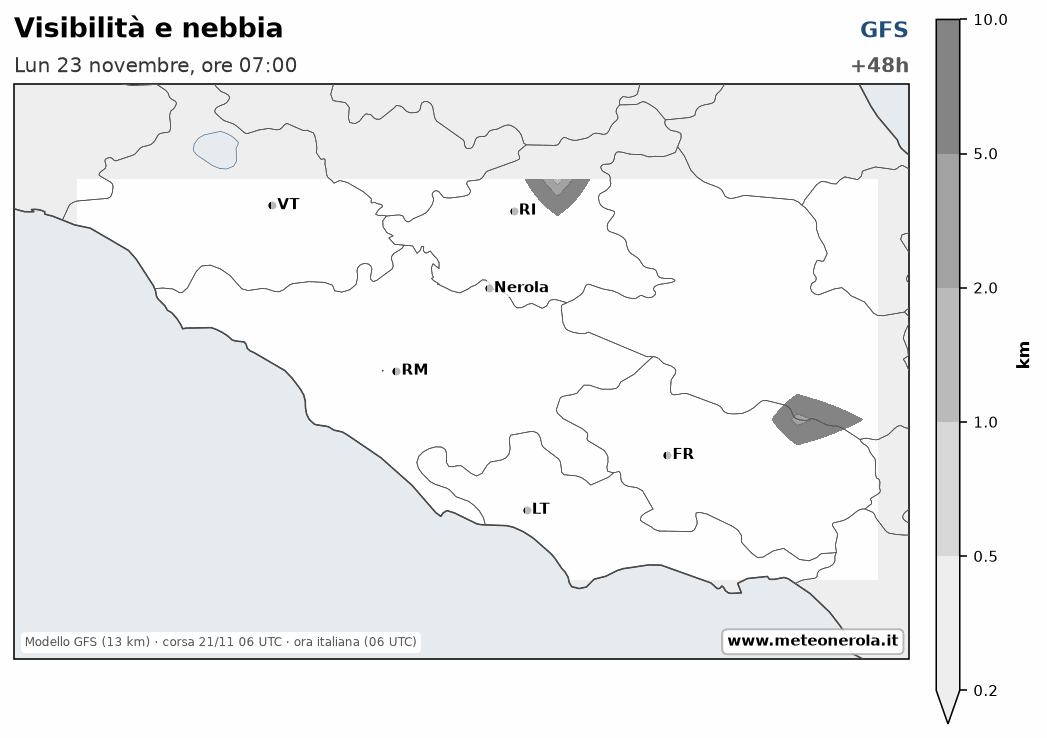 Visibilità e nebbia
GFS
Lun 23 novembre, ore 07:00
+48h
10.0
5.0
2.0
1.0
0.5
0.2
km
VT
RI
Nerola
RM
FR
LT
Modello GFS (13 km) · corsa 21/11 06 UTC · ora italiana (06 UTC)
www.meteonerola.it